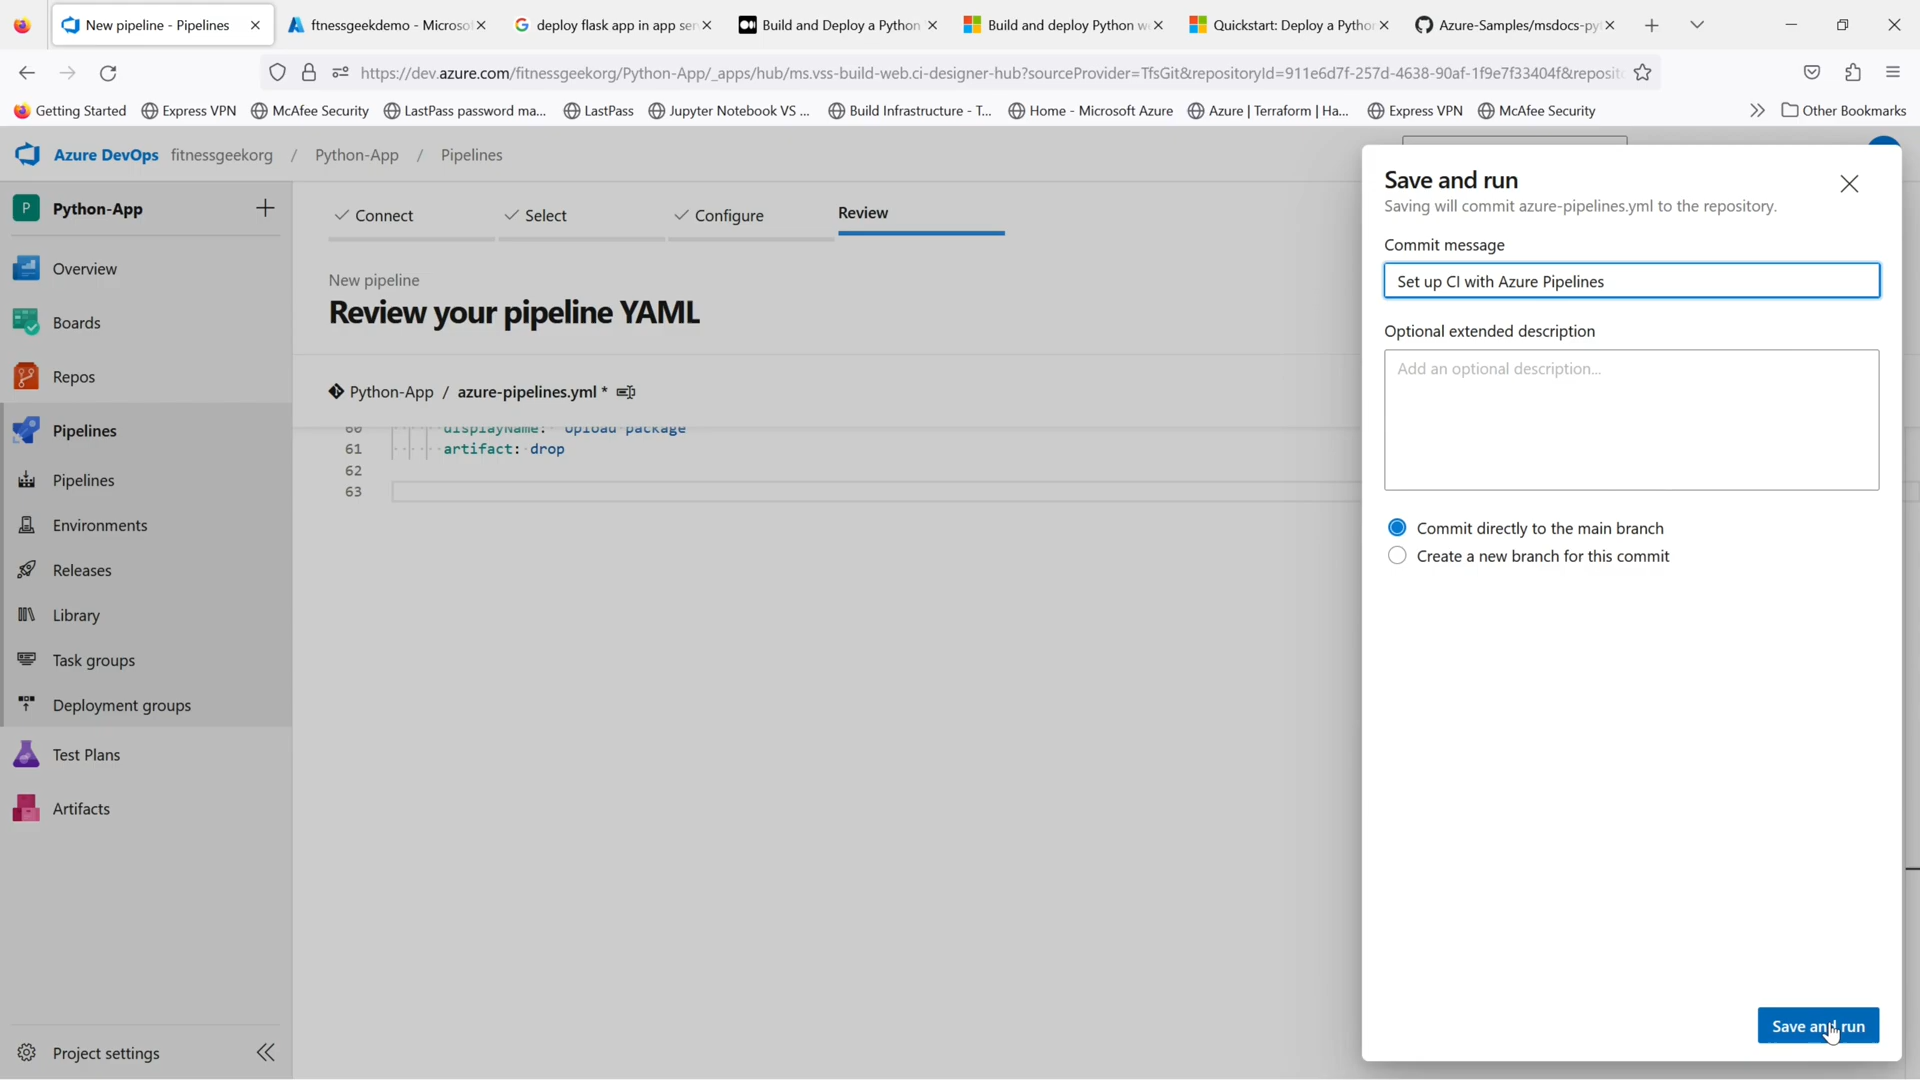 New pipeline - Pipelines
ftnessgeekdemo - Microsof
deploy flask app in app ser
Build and Deploy a Python
Build and deploy Python w
Quickstart: Deploy a Pytho
Azure-Samples/msdocs-py
https://dev.azure.com/fitnessgeekorg/Python-App/_apps/hub/ms.vss-build-web.ci-designer-hub?sourceProvider=TfsGit&repositoryId=911e6d7f-257d-4638-90af-1f9e7f33404f&reposit
Getting Started
Express VPN
McAfee Security
LastPass password ma...
LastPass
Jupyter Notebook VS ...
Build Infrastructure - T...
Home - Microsoft Azure
Azure | Terraform | Ha...
Express VPN
McAfee Security
Other Bookmarks
Azure DevOps fitnessgeekorg / Python-App / Pipelines
P Python-App
Overview
Boards
Repos
Pipelines
Pipelines
Environments
Releases
Library
Task groups
Deployment groups
Test Plans
Artifacts
Project settings
Connect
Select
Configure
Review
New pipeline
Review your pipeline YAML
Python-App / azure-pipelines.yml *
60 displayName: 'Upload package'
61 artifact: drop
62
63
Save and run
Saving will commit azure-pipelines.yml to the repository.
Commit message
Set up CI with Azure Pipelines
Optional extended description
Add an optional description...
Commit directly to the main branch
Create a new branch for this commit
Save and run